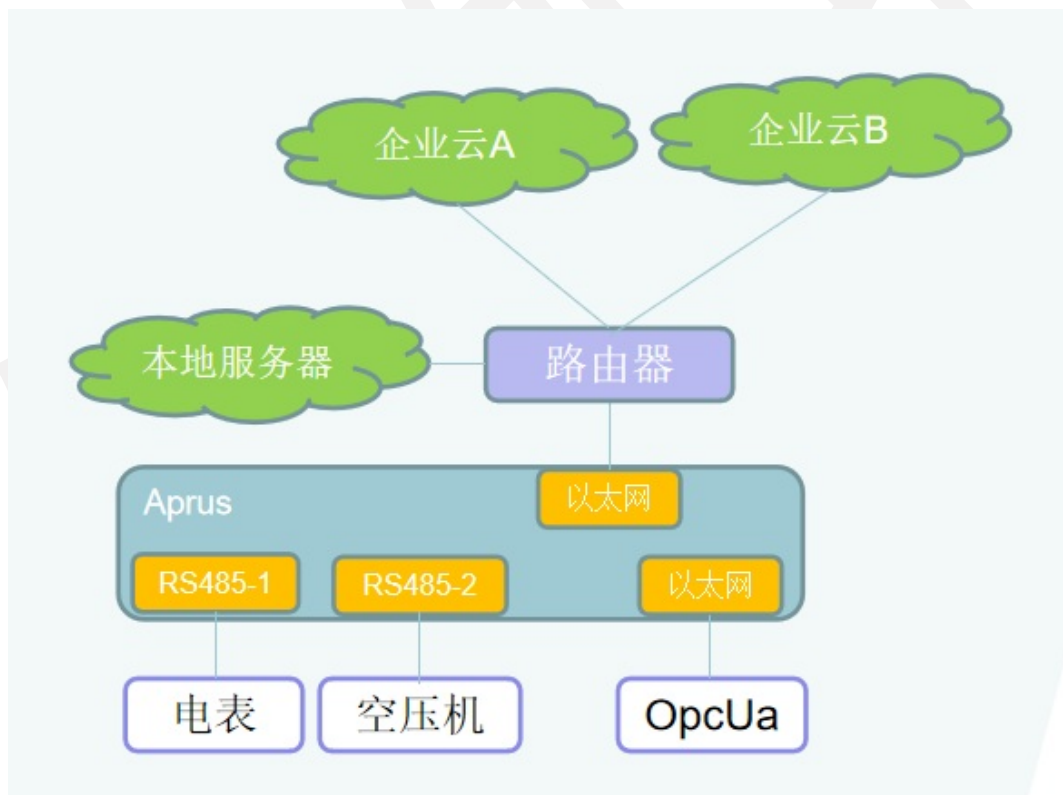 企业云A
企业云B
本地服务器
路由器
Aprus
以太网
RS485-1
RS485-2
以太网
电表
空压机
OpcUa